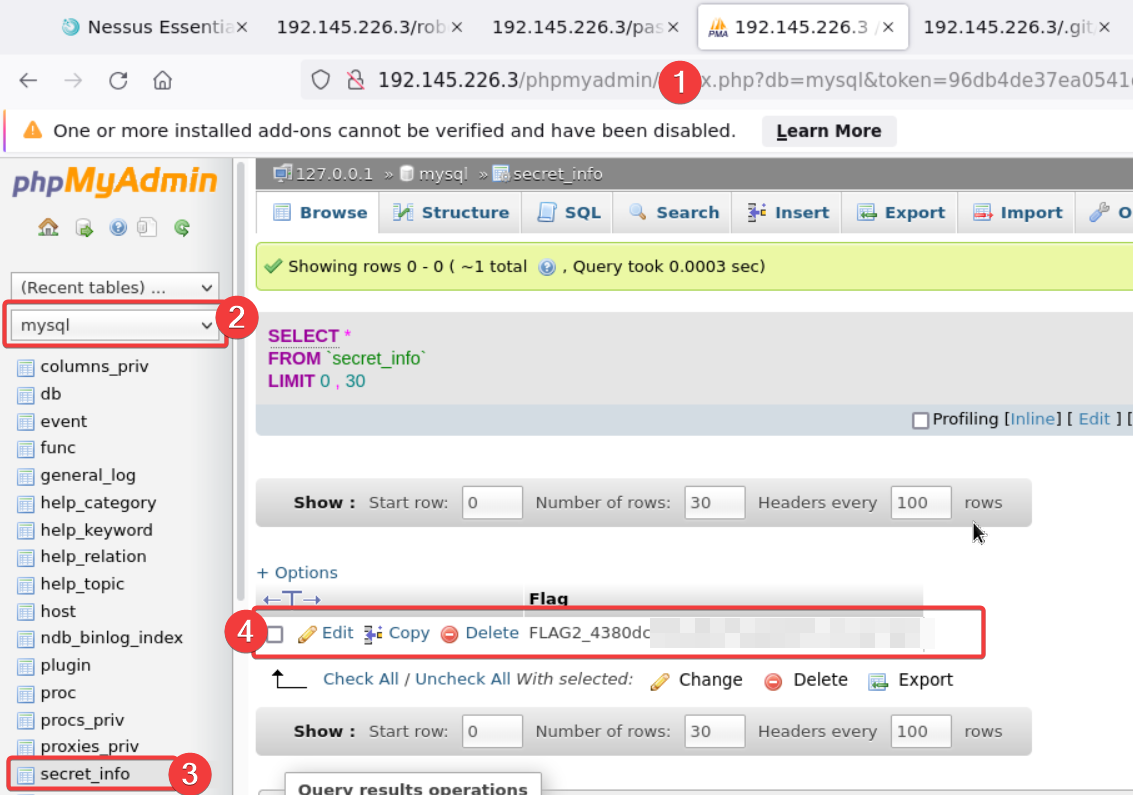 Nessus Essentia
192.145.226.3/rob
192.145.226.3/pas
PMA
192.145.226.3 /
192.145.226.3/.git/
192.145.226.3/phpmyadmin/
1
x.php?db=mysql&token=96db4de37ea0541
One or more installed add-ons cannot be verified and have been disabled.
Learn More
phpMyAdmin
(Recent tables) ...
mysql
2
columns_priv
db
event
func
general_log
help_category
help_keyword
help_relation
help_topic
host
ndb_binlog_index
plugin
proc
procs_priv
proxies_priv
secret_info
3
127.0.0.1 » mysql » secret_info
Browse Structure SQL Search Insert Export Import O
Showing rows 0 - 0 ( ~1 total , Query took 0.0003 sec)
SELECT *
FROM `secret_info`
LIMIT 0 , 30
Profiling [Inline] [ Edit ] [
Show : Start row: 0 Number of rows: 30 Headers every 100 rows
+ Options
←T→ Flag
4
Edit Copy Delete FLAG2_4380dc
Check All / Uncheck All With selected: Change Delete Export
Show : Start row: 0 Number of rows: 30 Headers every 100 rows
Query results operations